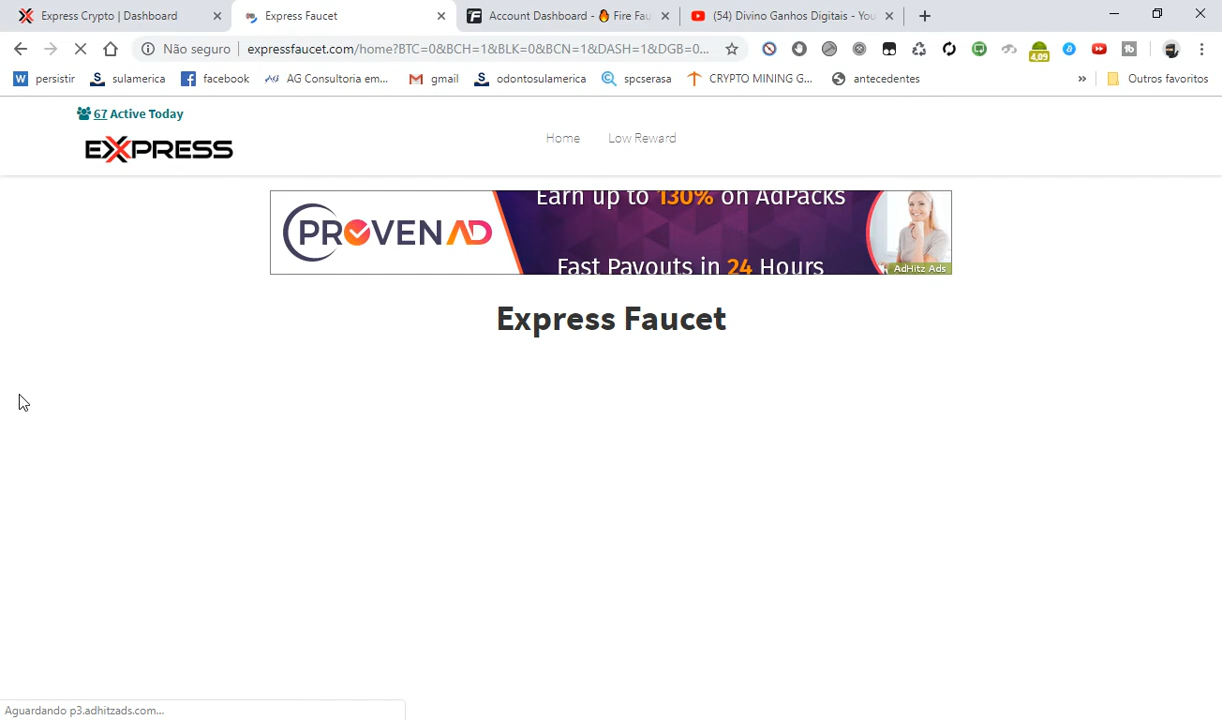 Express Crypto | Dashboard
Express Faucet
Account Dashboard - 🔥 Fire Fau
(54) Divino Ganhos Digitais - You
Não seguro
expressfaucet.com/home?BTC=0&BCH=1&BLK=0&BCN=1&DASH=1&DGB=0...
4,09
persistir
sulamerica
facebook
AG Consultoria em...
gmail
odontosulamerica
spcserasa
CRYPTO MINING G...
antecedentes
»
Outros favoritos
67 Active Today
EXPRESS
Home
Low Reward
PROVEN AD
Earn up to 130% on AdPacks
Fast Payouts in 24 Hours
AdHitz Ads
Express Faucet
Aguardando p3.adhitzads.com...